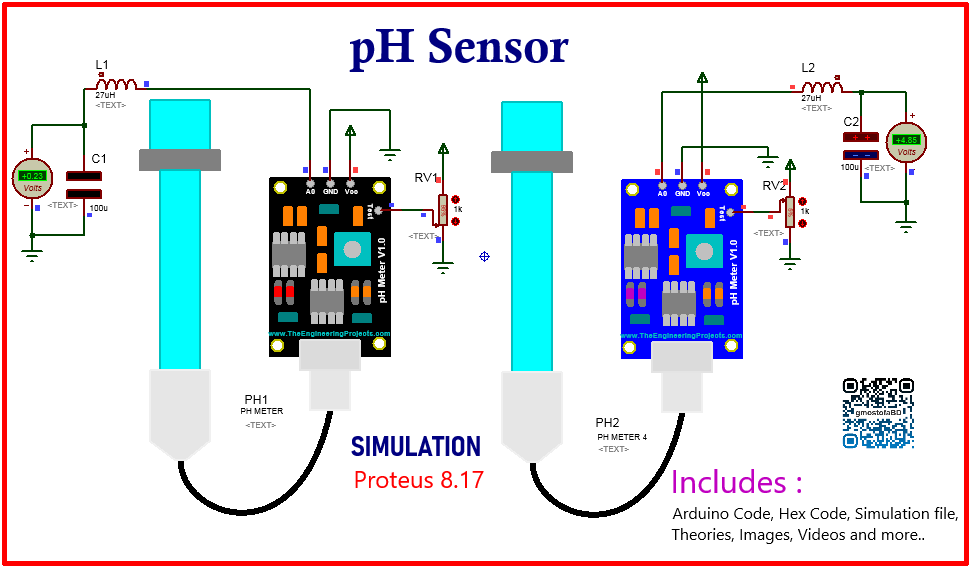 pH Sensor
L1
27uH
<TEXT>
+0.23
Volts
C1
<TEXT>
100u
A0 GND Voo
Test
pH Meter V1.0
www.TheEngineeringProjects.com
RV1
1k
<TEXT>
PH1
PH METER
<TEXT>
L2
27uH
<TEXT>
C2
+4.85
Volts
100u
<TEXT>
A0 GND Voo
Test
pH Meter V1.0
www.TheEngineeringProjects.com
RV2
1k
<TEXT>
PH2
PH METER 4
<TEXT>
gmostofaBD
SIMULATION
Proteus 8.17
Includes :
Arduino Code, Hex Code, Simulation file,
Theories, Images, Videos and more..